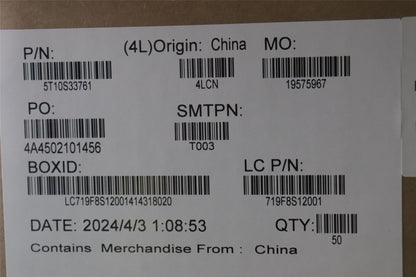 P/N: (4L)Origin: China MO:
5T10S33761 4LCN 19575967
PO: SMTPN:
4A4502101456 T003
BOXID: LC P/N:
LC719F8S12001414318020 719F8S12001
DATE: 2024/4/3 1:08:53 QTY:
50
Contains Merchandise From : China